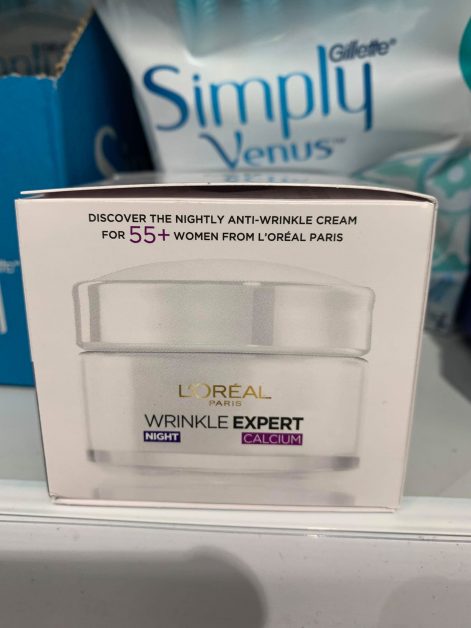 Gillette®
Simply
Venus™
DISCOVER THE NIGHTLY ANTI-WRINKLE CREAM
FOR 55+ WOMEN FROM L'ORÉAL PARIS
L'ORÉAL
PARIS
WRINKLE EXPERT
NIGHT CALCIUM